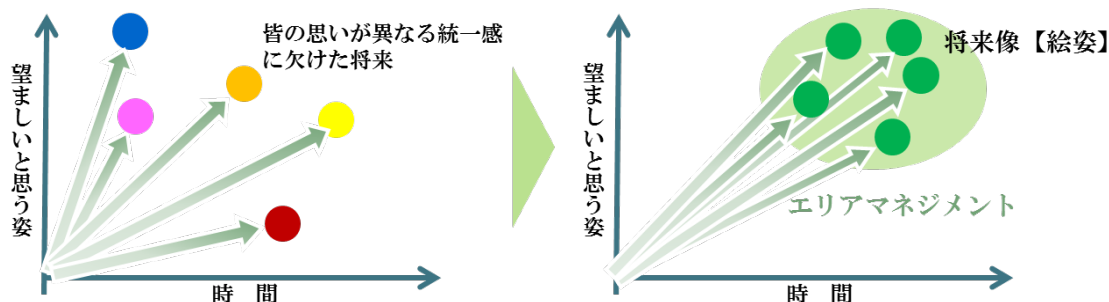 皆の思いが異なる統一感
に欠けた将来
望ましいと思う姿
時　間
将来像【絵姿】
エリアマネジメント
望ましいと思う姿
時　間